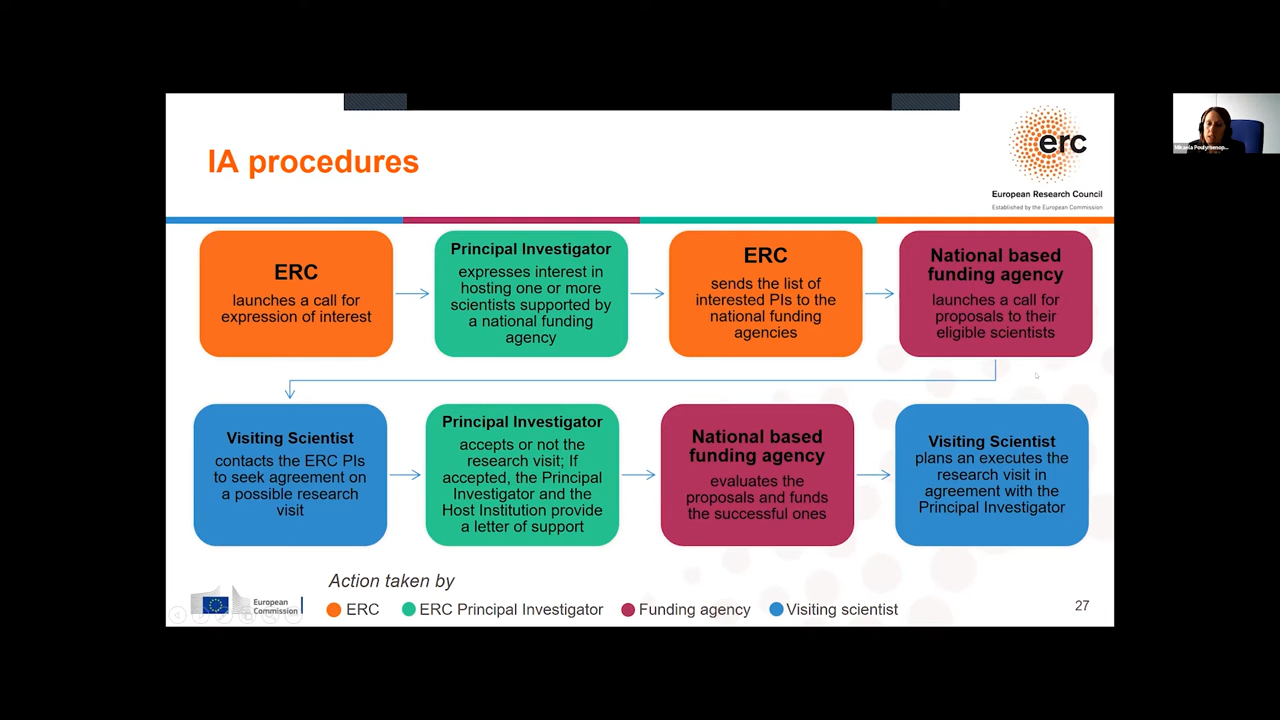 IA procedures
erc
European Research Council
Established by the European Commission
ERC
launches a call for
expression of interest
Principal Investigator
expresses interest in
hosting one or more
scientists supported by
a national funding
agency
ERC
sends the list of
interested PIs to the
national funding
agencies
National based
funding agency
launches a call for
proposals to their
eligible scientists
Visiting Scientist
contacts the ERC PIs
to seek agreement on
a possible research
visit
Principal Investigator
accepts or not the
research visit; If
accepted, the Principal
Investigator and the
Host Institution provide
a letter of support
National based
funding agency
evaluates the
proposals and funds
the successful ones
Visiting Scientist
plans an executes the
research visit in
agreement with the
Principal Investigator
Action taken by
ERC
ERC Principal Investigator
Funding agency
Visiting scientist
European
Commission
27